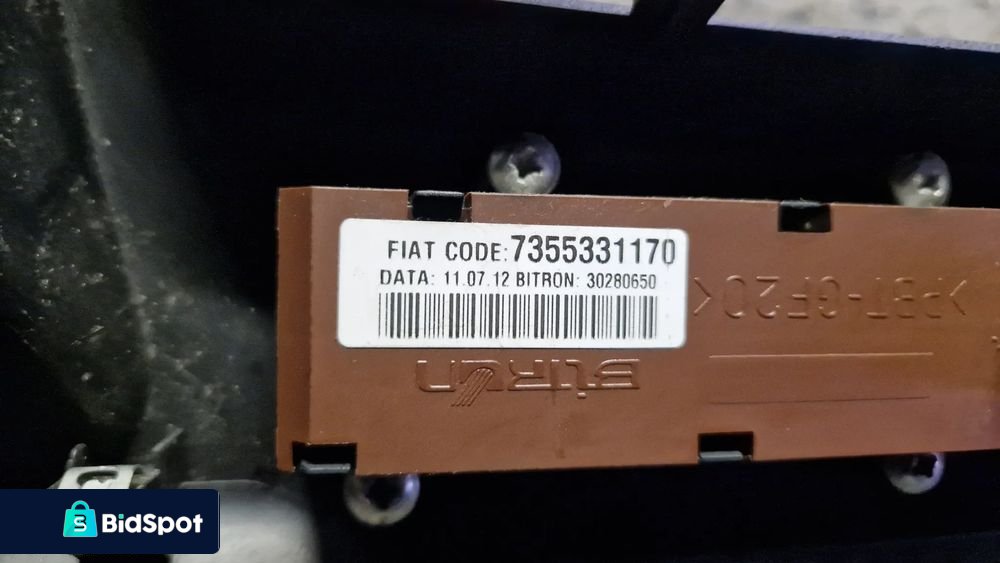 FIAT CODE: 7355331170
DATA: 11.07.12 BITRON: 30280650
>PBT-GF20<
BITRON
BidSpot